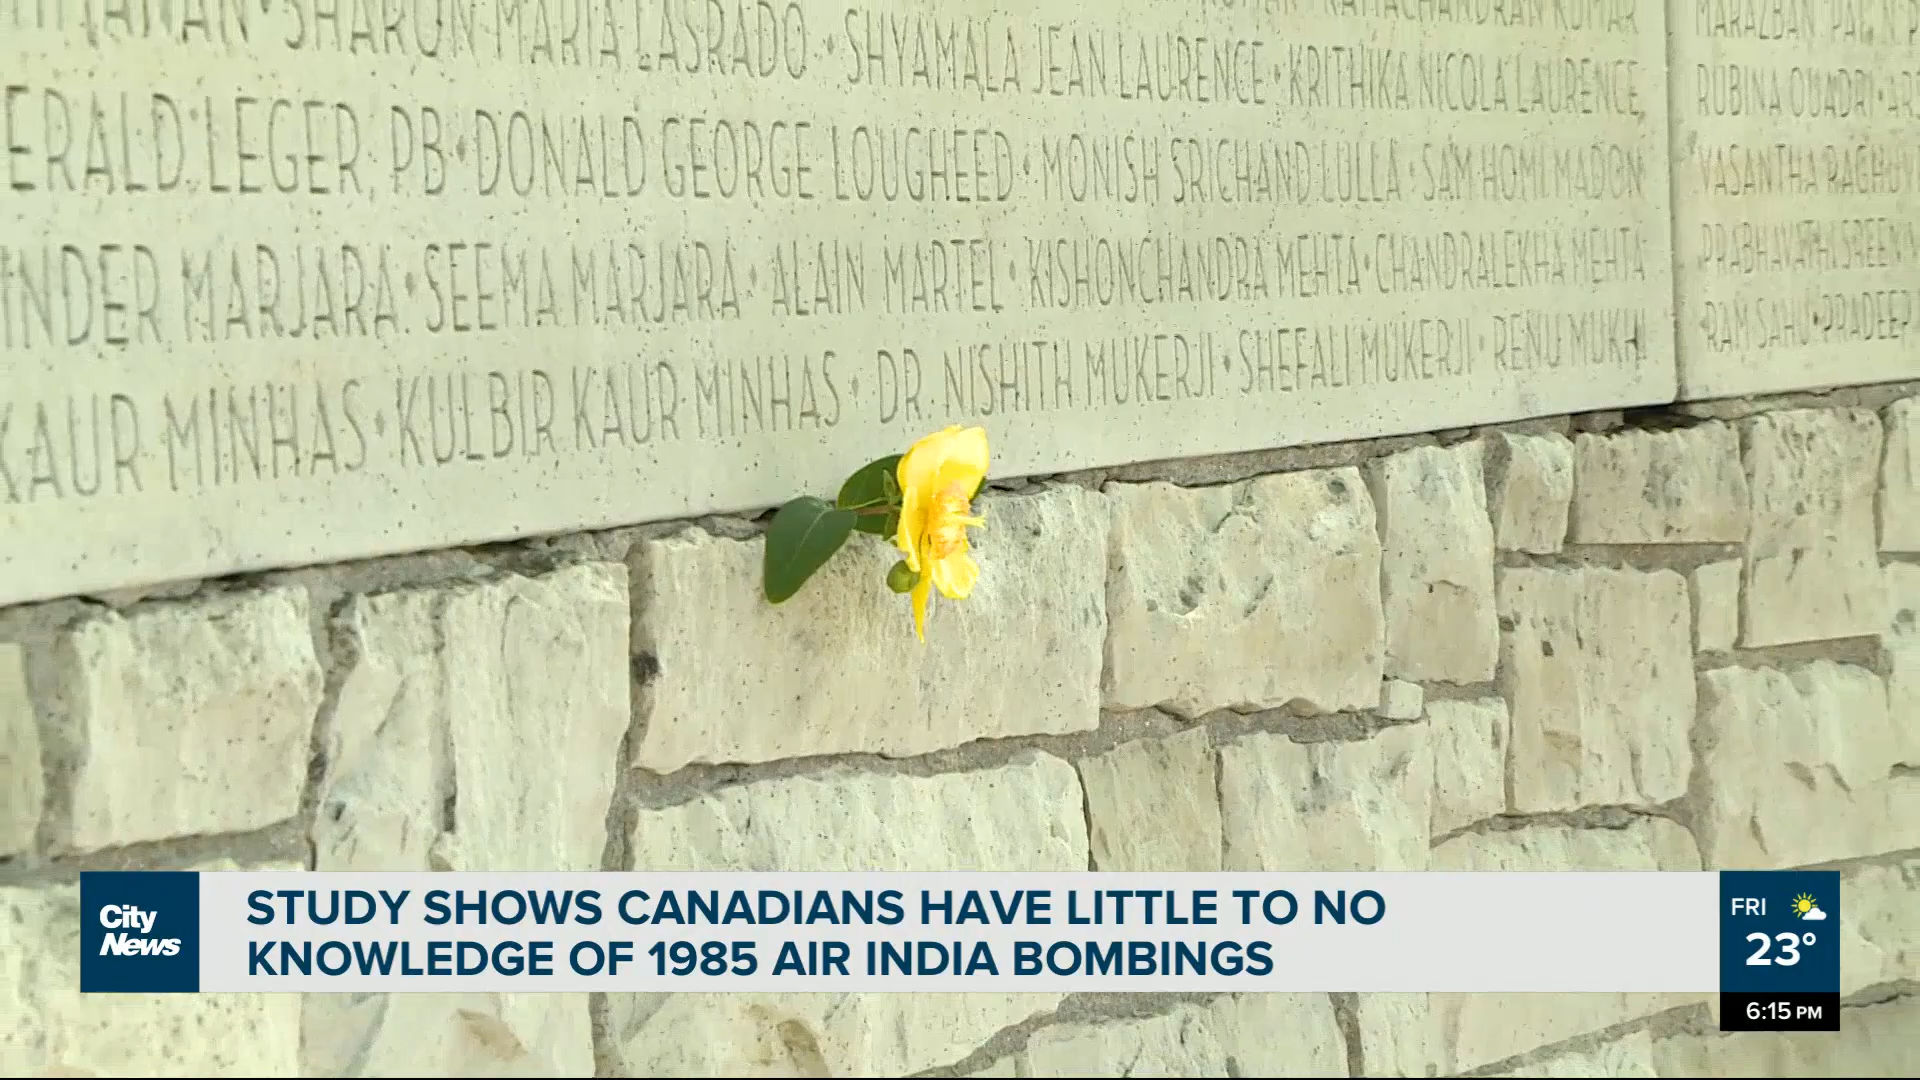 SHARON MARIA LASRADO • SHYAMALA JEAN LAURENCE • KRITHIKA NICOLA LAURENCE,
ERALD LEGER, PB • DONALD GEORGE LOUGHEED • MONISH SRICHAND LULLA • SAM HOMI MADON
INDER MARJARA • SEEMA MARJARA • ALAIN MARTEL • KISHONCHANDRA MEHTA • CHANDRALEKHA MEHTA
KAUR MINHAS • KULBIR KAUR MINHAS • DR. NISHITH MUKERJI • SHEFALI MUKERJI • RENU MUKHI
RUBINA QUADRI
VASANTHA
RAM SAHU • PRADEEP
City
News
STUDY SHOWS CANADIANS HAVE LITTLE TO NO
KNOWLEDGE OF 1985 AIR INDIA BOMBINGS
FRI
23°
6:15 PM